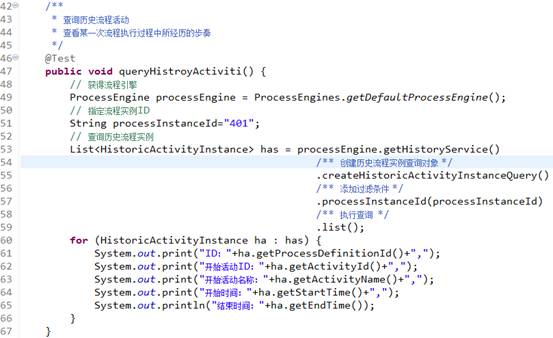 42 /**
43 * 查询历史流程活动
44 * 查看某一次流程执行过程中所经历的步奏
45 */
46 @Test
47 public void queryHistroyActiviti() {
48 // 获得流程引擎
49 ProcessEngine processEngine = ProcessEngines.getDefaultProcessEngine();
50 // 指定流程实例ID
51 String processInstanceId="401";
52 // 查询历史流程实例
53 List<HistoricActivityInstance> has = processEngine.getHistoryService()
54 /** 创建历史流程实例查询对象 */
55 .createHistoricActivityInstanceQuery()
56 /** 添加过滤条件 */
57 .processInstanceId(processInstanceId)
58 /** 执行查询 */
59 .list();
60 for (HistoricActivityInstance ha : has) {
61 System.out.print("ID："+ha.getProcessDefinitionId()+",");
62 System.out.print("开始活动ID："+ha.getActivityId()+",");
63 System.out.print("开始活动名称："+ha.getActivityName()+",");
64 System.out.print("开始时间："+ha.getStartTime()+",");
65 System.out.println("结束时间："+ha.getEndTime());
66 }
67 }